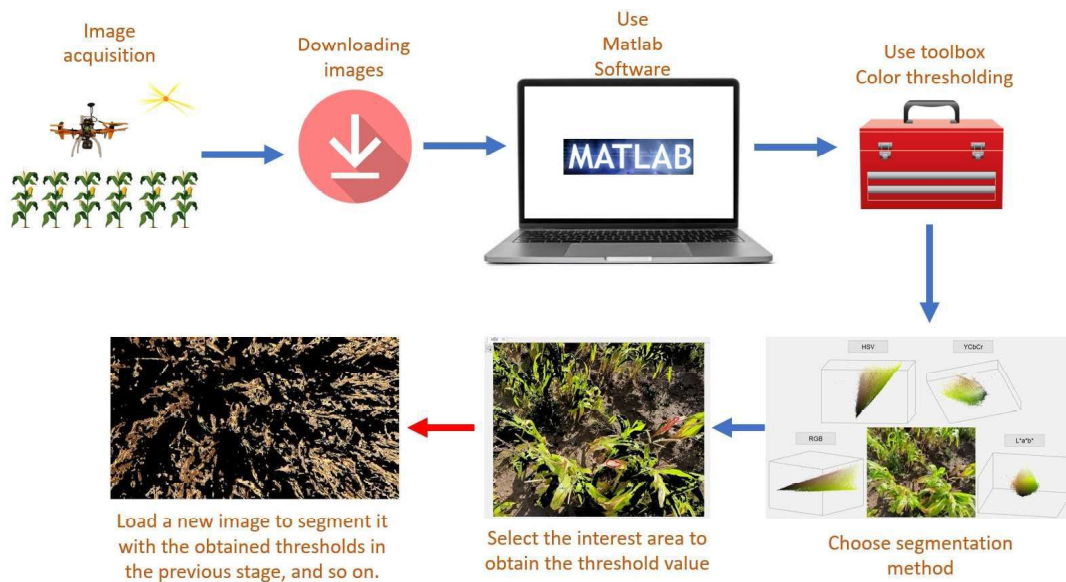 Image
acquisition
Downloading
images
Use
Matlab
Software
Use toolbox
Color thresholding
MATLAB
HSV
YCbCr
RGB
L*a*b*
Choose segmentation
method
Select the interest area to
obtain the threshold value
Load a new image to segment it
with the obtained thresholds in
the previous stage, and so on.